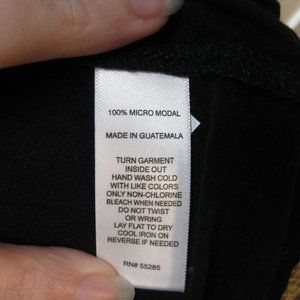 100% MICRO MODAL
MADE IN GUATEMALA
TURN GARMENT
INSIDE OUT
HAND WASH COLD
WITH LIKE COLORS
ONLY NON-CHLORINE
BLEACH WHEN NEEDED
DO NOT TWIST
OR WRING
LAY FLAT TO DRY
COOL IRON ON
REVERSE IF NEEDED
RN# 55285